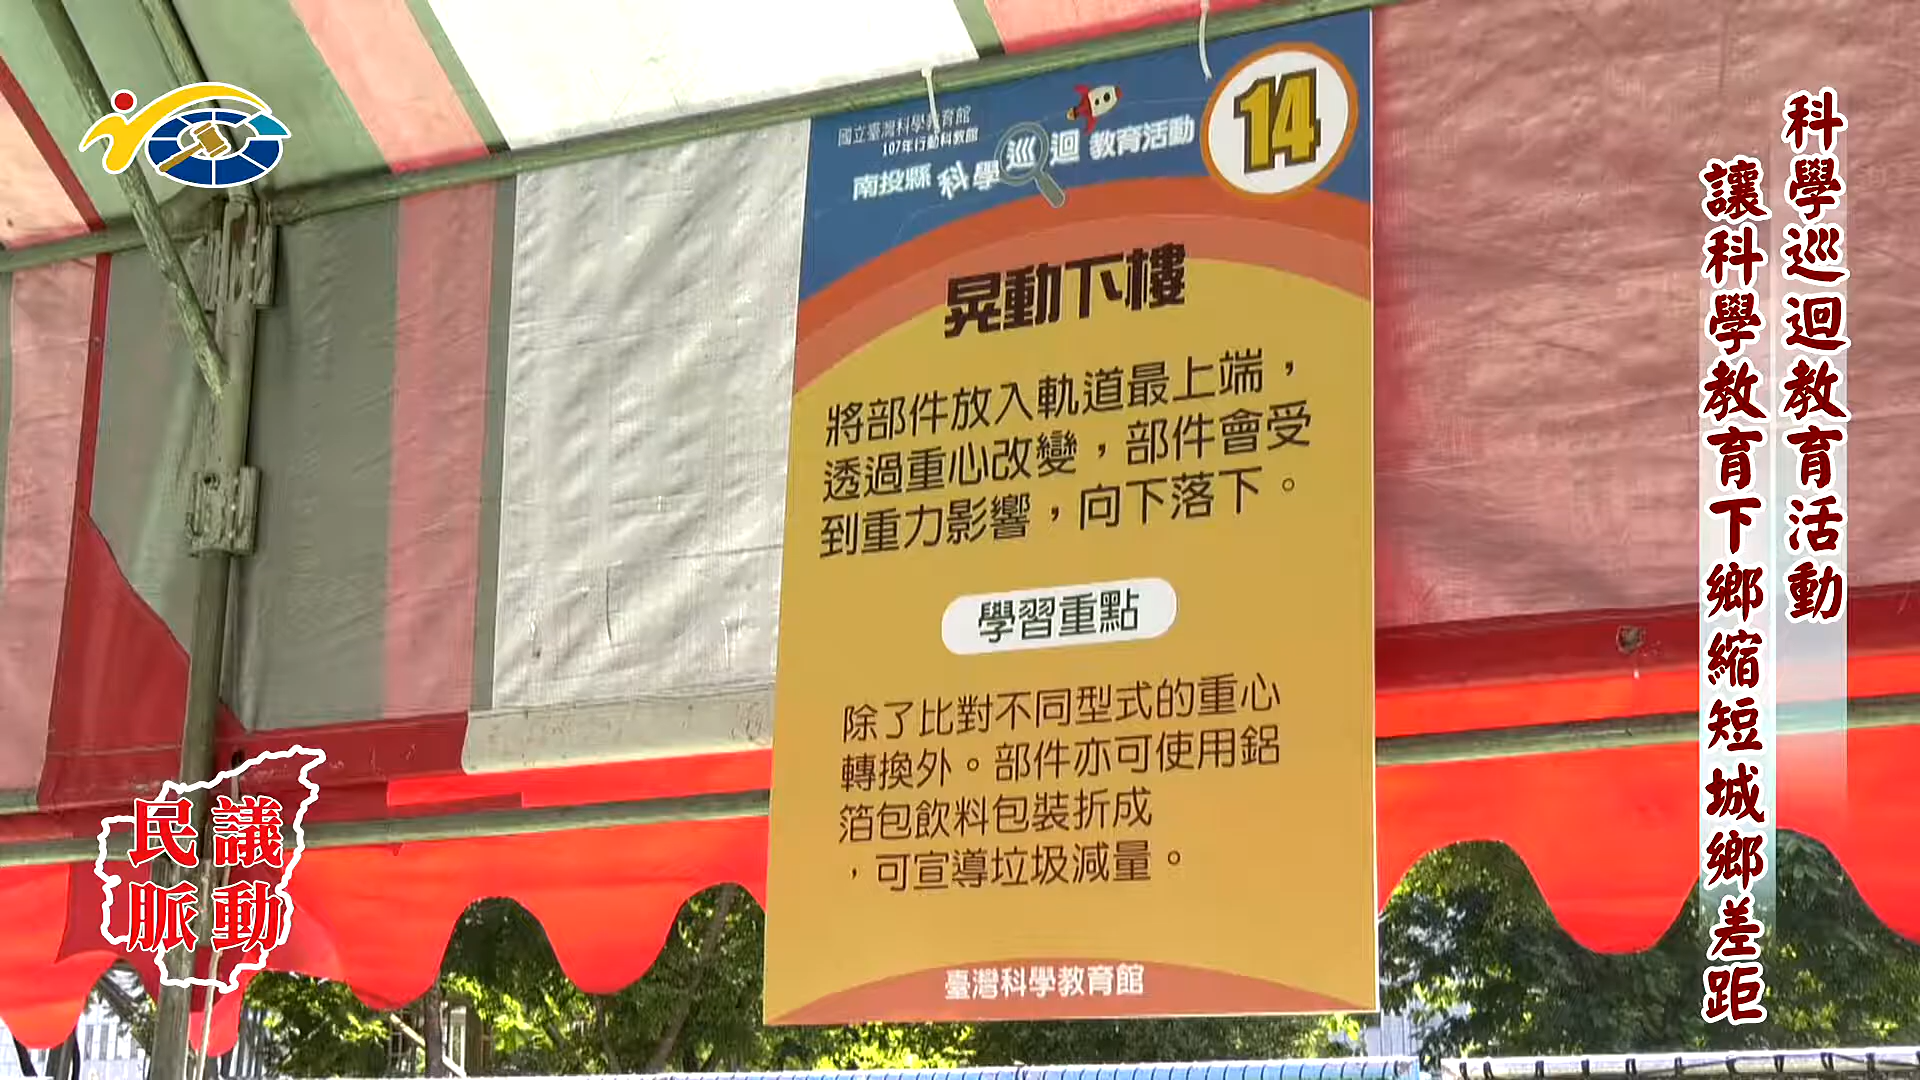 國立臺灣科學教育館
107年行動科教館
南投縣 科學巡迴教育活動
14
晃動下樓
將部件放入軌道最上端，
透過重心改變，部件會受
到重力影響，向下落下。
學習重點
除了比對不同型式的重心
轉換外。部件亦可使用鋁
箔包飲料包裝折成
，可宣導垃圾減量。
臺灣科學教育館
科學巡迴教育活動
讓科學教育下鄉縮短城鄉差距
民議
脈動